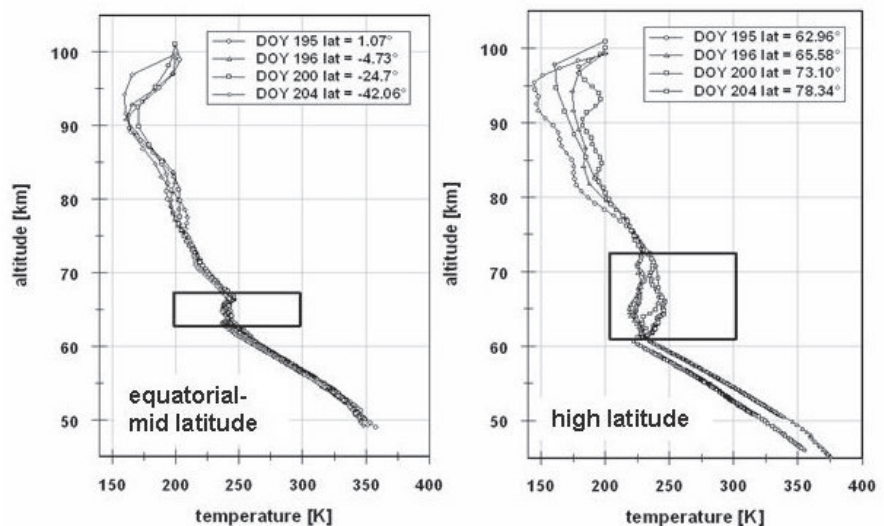 DOY 195 lat = 1.07°
DOY 196 lat = -4.73°
DOY 200 lat = -24.7°
DOY 204 lat = -42.06°
100
90
80
70
60
50
altitude [km]
equatorial-
mid latitude
100 150 200 250 300 350 400
temperature [K]
DOY 195 lat = 62.96°
DOY 196 lat = 65.58°
DOY 200 lat = 73.10°
DOY 204 lat = 78.34°
100
90
80
70
60
50
altitude [km]
high latitude
150 200 250 300 350 400
temperature [K]